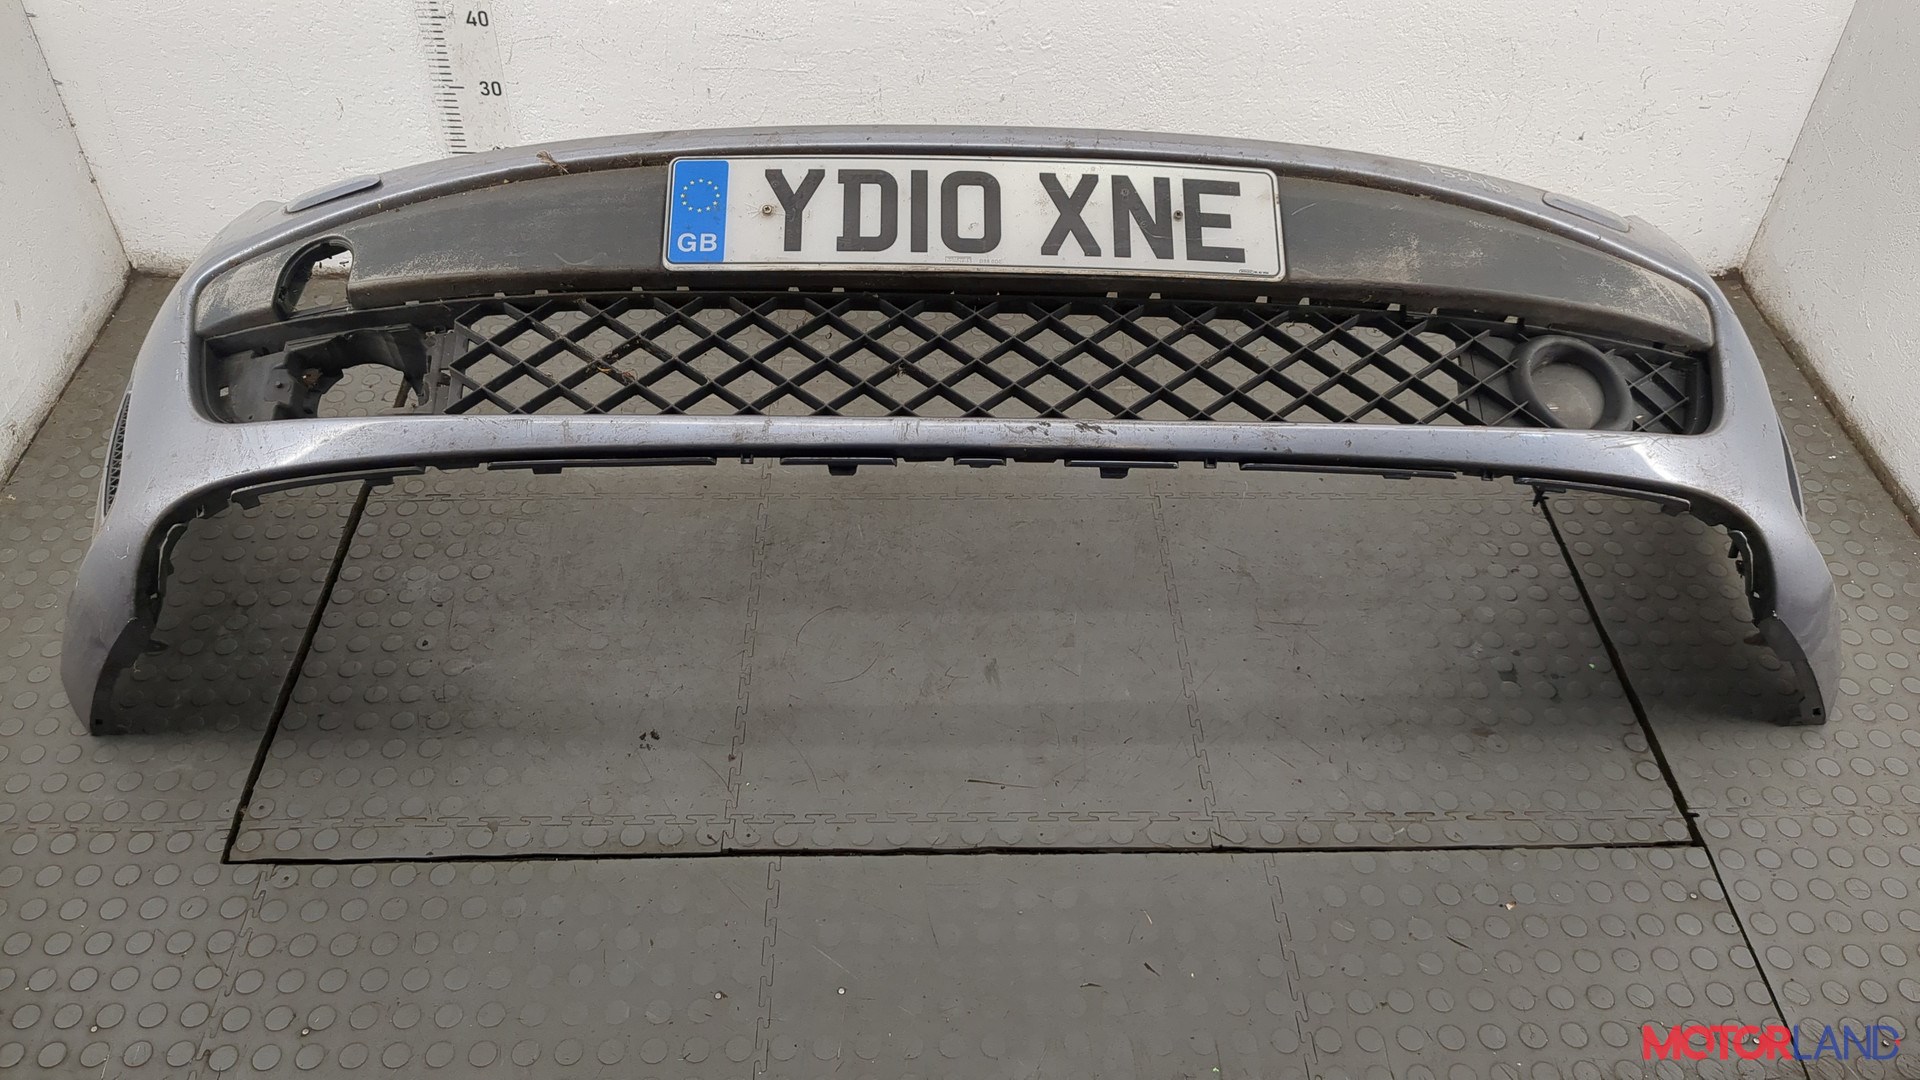 40
30
GB YD10 XNE
MOTORLAND